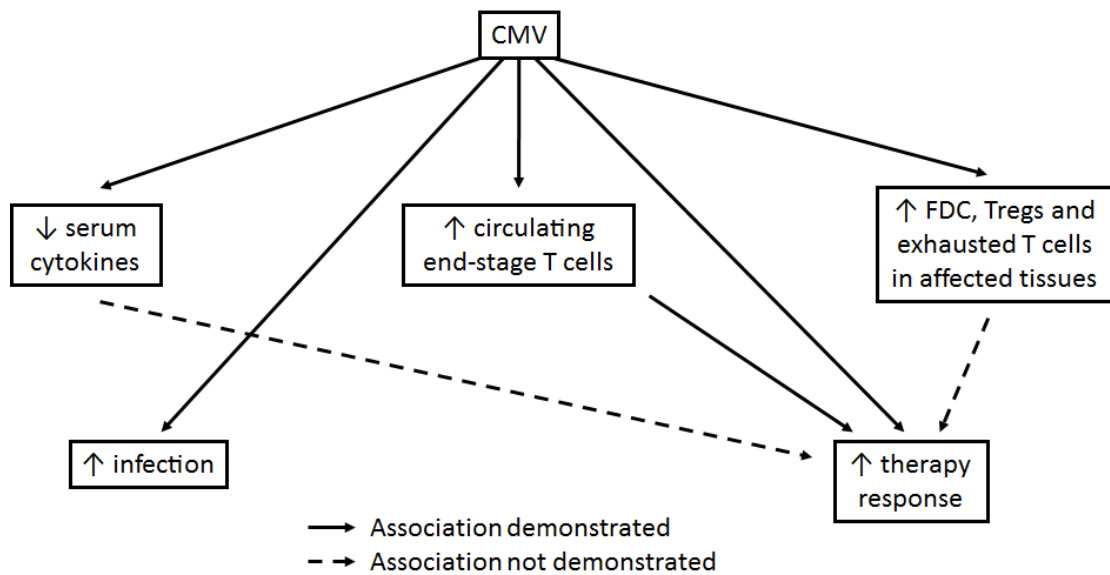 CMV
↓ serum
cytokines
↑ circulating
end-stage T cells
↑ FDC, Tregs and
exhausted T cells
in affected tissues
↑ infection
↑ therapy
response
Association demonstrated
Association not demonstrated